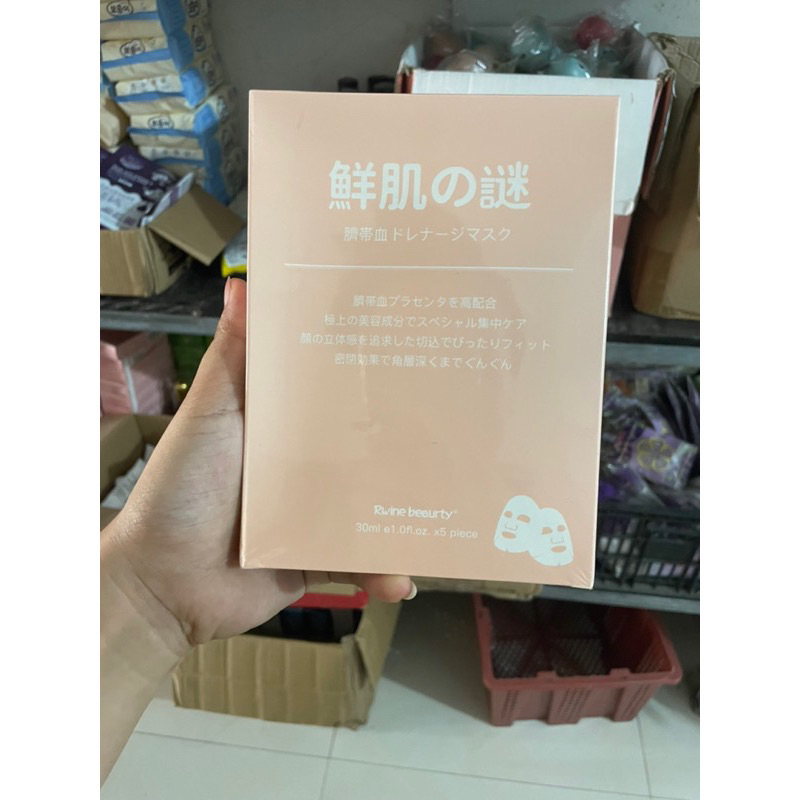 鮮肌の謎
臍帯血ドレナージマスク
臍帯血プラセンタを高配合
極上の美容成分でスペシャル集中ケア
顔の立体感を追求した切込でぴったりフィット
密閉効果で角層深くまでぐんぐん
Rwine beaurty®
30ml e1.0fl.oz. x5 piece